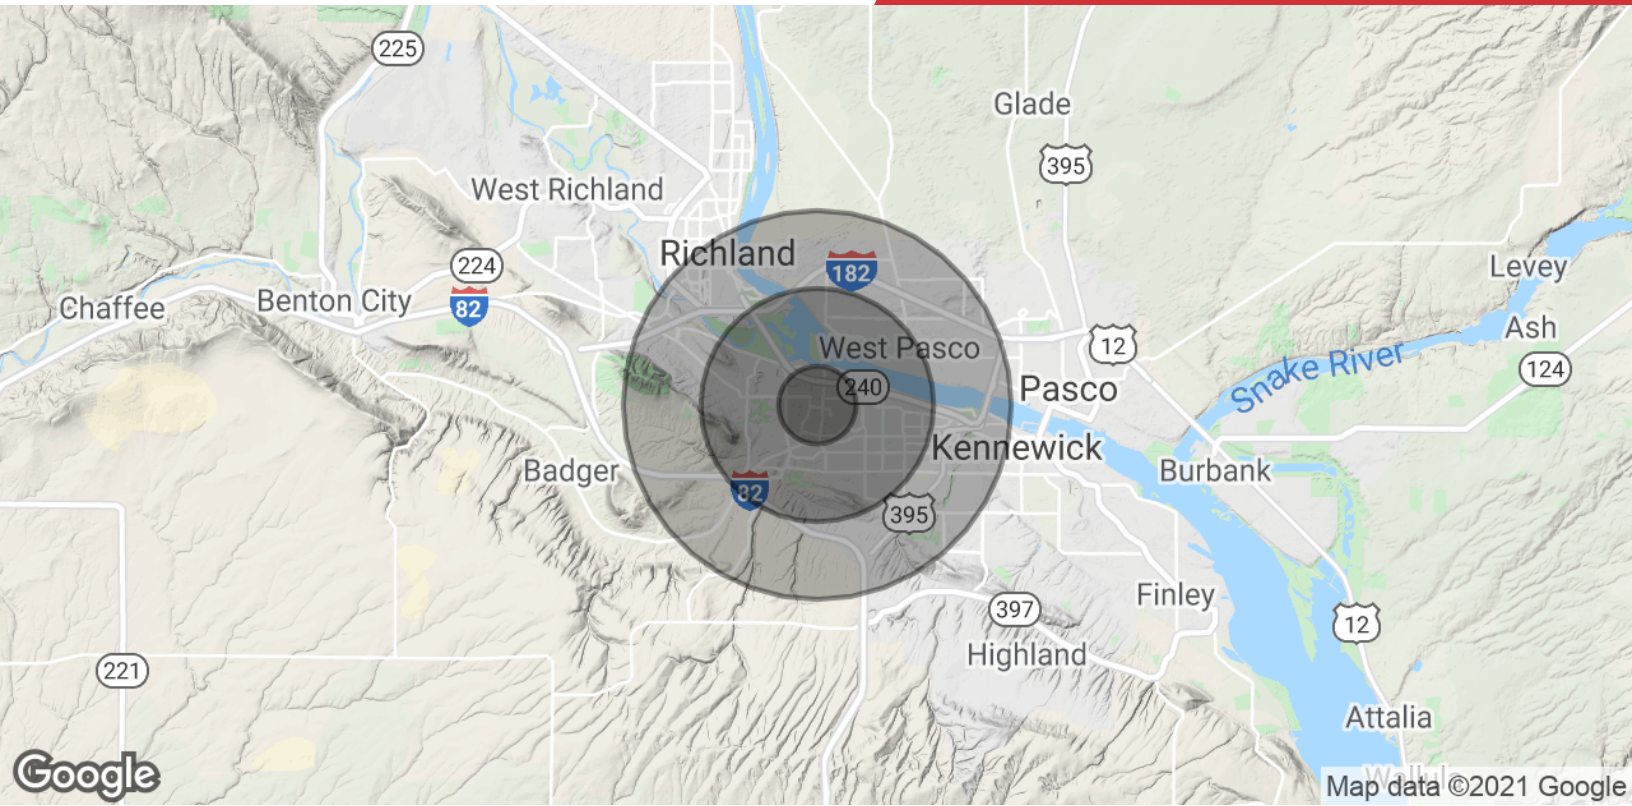 225
Glade
395
West Richland
Richland
182
224
Levey
Chaffee
Benton City
82
Ash
12
West Pasco
Snake River
124
240
Pasco
Kennewick
Badger
Burbank
82
395
Finley
397
12
Highland
221
Attalia
Wallula
Google
Map data ©2021 Google